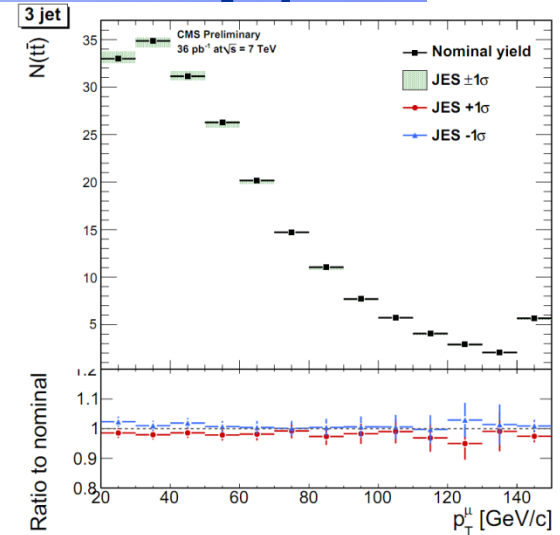 3 jet
CMS Preliminary
36 pb⁻¹ at √s = 7 TeV
Nominal yield
JES ±1σ
JES +1σ
JES -1σ
N(tt̄)
35
30
25
20
15
10
5
Ratio to nominal
1.2
1.1
1
0.9
0.8
20 40 60 80 100 120 140
p_T^μ [GeV/c]